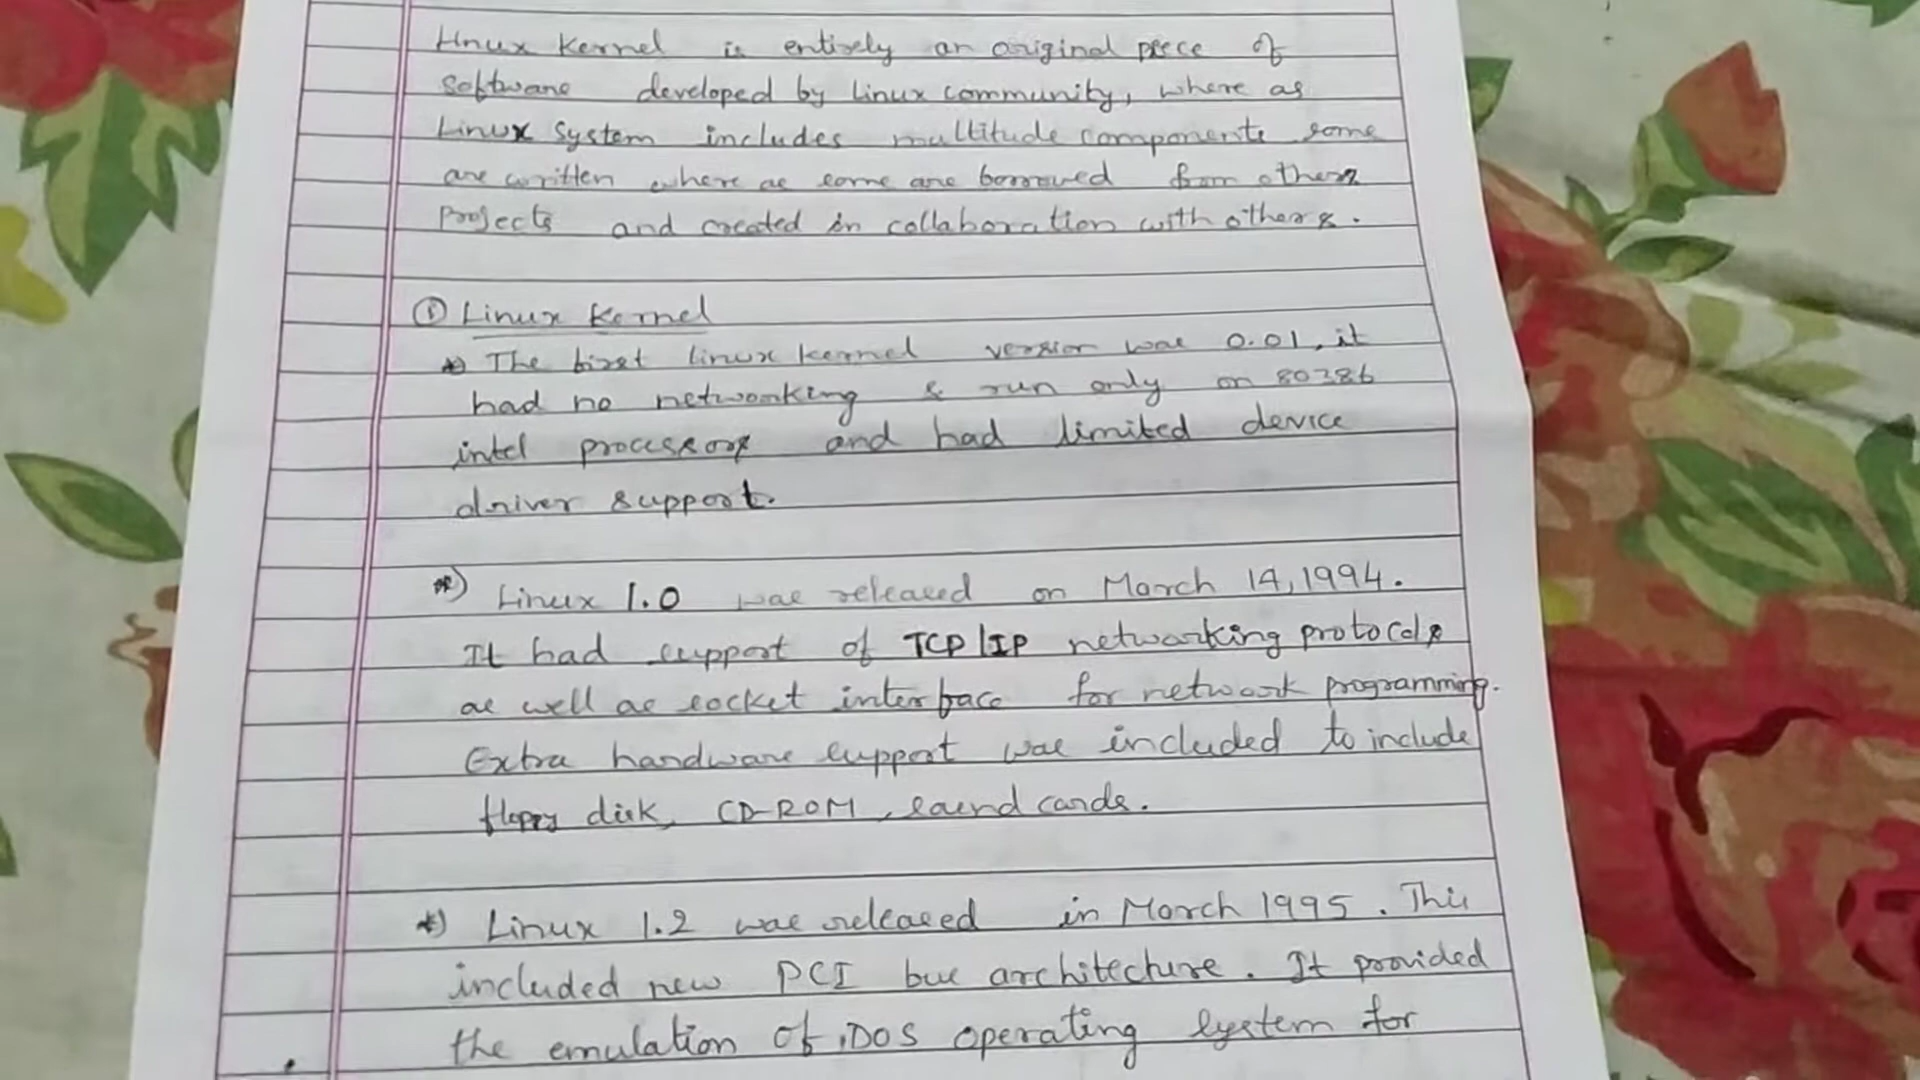 Linux Kernel is entirely an original piece of
Software developed by Linux community, where as
Linux System includes multitude components some
are written where as some are borrowed from others
Projects and created in collaboration with others.
① Linux Kernel
*) The first linux kernel version was 0.01, it
had no networking & run only on 80386
intel processors and had limited device
driver support.
*) Linux 1.0 was released on March 14, 1994.
It had support of TCP/IP networking protocols
as well as socket interface for network programming.
Extra hardware support was included to include
floppy disk, CD-ROM, sound cards.
*) Linux 1.2 was released in March 1995. This
included new PCI bus architecture. It provided
the emulation of DOS operating system for